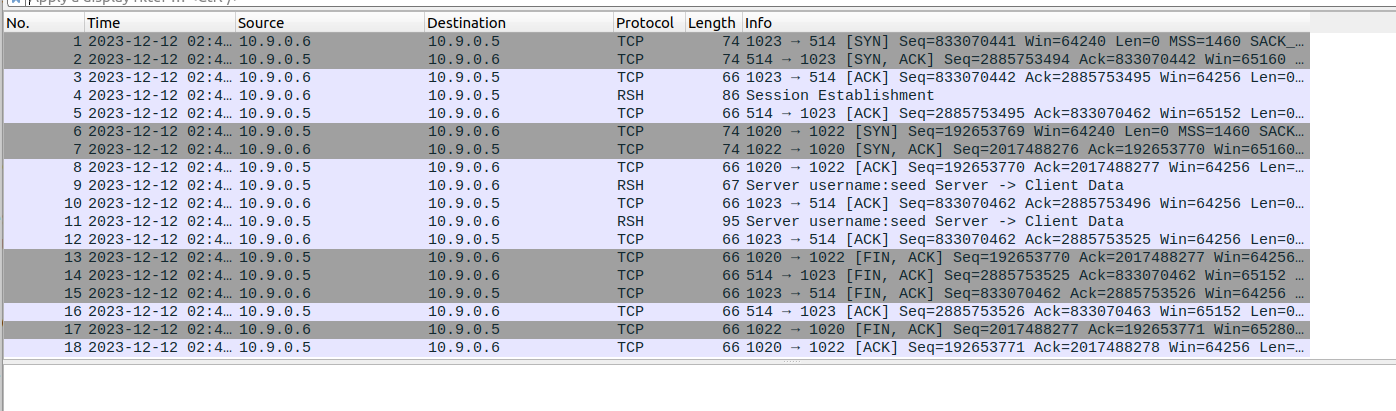 No. Time Source Destination Protocol Length Info
1 2023-12-12 02:4… 10.9.0.6 10.9.0.5 TCP 74 1023 → 514 [SYN] Seq=833070441 Win=64240 Len=0 MSS=1460 SACK_…
2 2023-12-12 02:4… 10.9.0.5 10.9.0.6 TCP 74 514 → 1023 [SYN, ACK] Seq=2885753494 Ack=833070442 Win=65160 …
3 2023-12-12 02:4… 10.9.0.6 10.9.0.5 TCP 66 1023 → 514 [ACK] Seq=833070442 Ack=2885753495 Win=64256 Len=0…
4 2023-12-12 02:4… 10.9.0.6 10.9.0.5 RSH 86 Session Establishment
5 2023-12-12 02:4… 10.9.0.5 10.9.0.6 TCP 66 514 → 1023 [ACK] Seq=2885753495 Ack=833070462 Win=65152 Len=0…
6 2023-12-12 02:4… 10.9.0.5 10.9.0.6 TCP 74 1020 → 1022 [SYN] Seq=192653769 Win=64240 Len=0 MSS=1460 SACK…
7 2023-12-12 02:4… 10.9.0.6 10.9.0.5 TCP 74 1022 → 1020 [SYN, ACK] Seq=2017488276 Ack=192653770 Win=65160…
8 2023-12-12 02:4… 10.9.0.5 10.9.0.6 TCP 66 1020 → 1022 [ACK] Seq=192653770 Ack=2017488277 Win=64256 Len=…
9 2023-12-12 02:4… 10.9.0.5 10.9.0.6 RSH 67 Server username:seed Server -> Client Data
10 2023-12-12 02:4… 10.9.0.6 10.9.0.5 TCP 66 1023 → 514 [ACK] Seq=833070462 Ack=2885753496 Win=64256 Len=0…
11 2023-12-12 02:4… 10.9.0.5 10.9.0.6 RSH 95 Server username:seed Server -> Client Data
12 2023-12-12 02:4… 10.9.0.6 10.9.0.5 TCP 66 1023 → 514 [ACK] Seq=833070462 Ack=2885753525 Win=64256 Len=0…
13 2023-12-12 02:4… 10.9.0.5 10.9.0.6 TCP 66 1020 → 1022 [FIN, ACK] Seq=192653770 Ack=2017488277 Win=64256…
14 2023-12-12 02:4… 10.9.0.5 10.9.0.6 TCP 66 514 → 1023 [FIN, ACK] Seq=2885753525 Ack=833070462 Win=65152 …
15 2023-12-12 02:4… 10.9.0.6 10.9.0.5 TCP 66 1023 → 514 [FIN, ACK] Seq=833070462 Ack=2885753526 Win=64256 …
16 2023-12-12 02:4… 10.9.0.5 10.9.0.6 TCP 66 514 → 1023 [ACK] Seq=2885753526 Ack=833070463 Win=65152 Len=0…
17 2023-12-12 02:4… 10.9.0.6 10.9.0.5 TCP 66 1022 → 1020 [FIN, ACK] Seq=2017488277 Ack=192653771 Win=65280…
18 2023-12-12 02:4… 10.9.0.5 10.9.0.6 TCP 66 1020 → 1022 [ACK] Seq=192653771 Ack=2017488278 Win=64256 Len=…